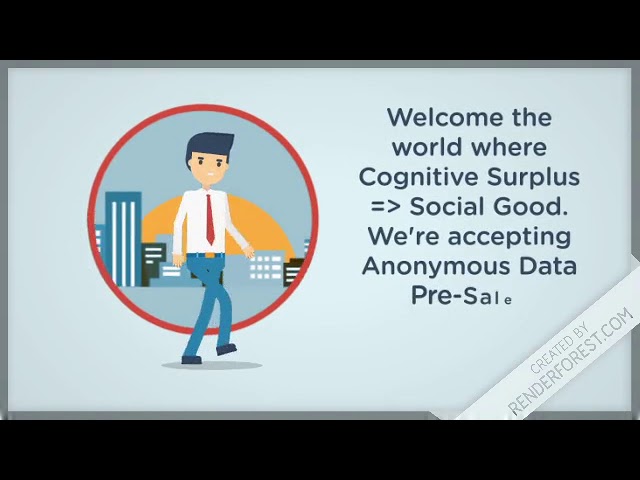 Welcome the
world where
Cognitive Surplus
=> Social Good.
We're accepting
Anonymous Data
Pre-Sale
CREATED BY
RENDERFOREST.COM